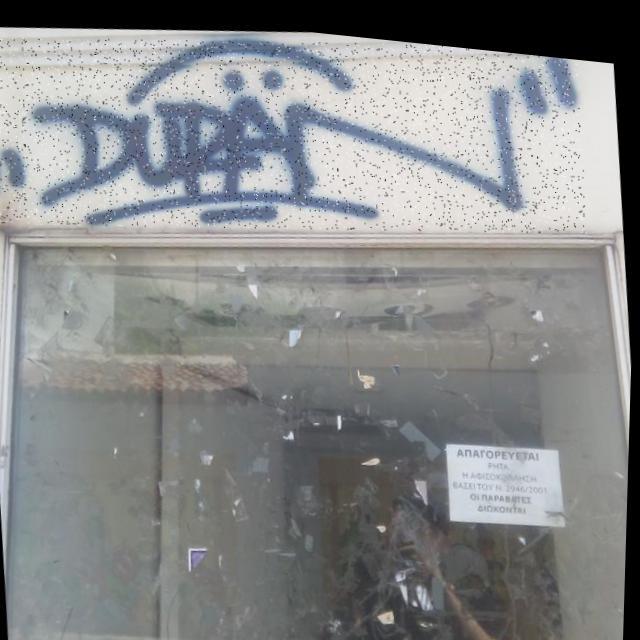 ΑΠΑΓΟΡΕΥΕΤΑΙ
ΡΗΤΑ
Η ΑΦΙΣΟΚΟΛΛΗΣΗ
ΒΑΣΕΙ ΤΟΥ Ν. 2946/2001
ΟΙ ΠΑΡΑΒΑΤΕΣ
ΔΙΩΚΟΝΤΑΙ